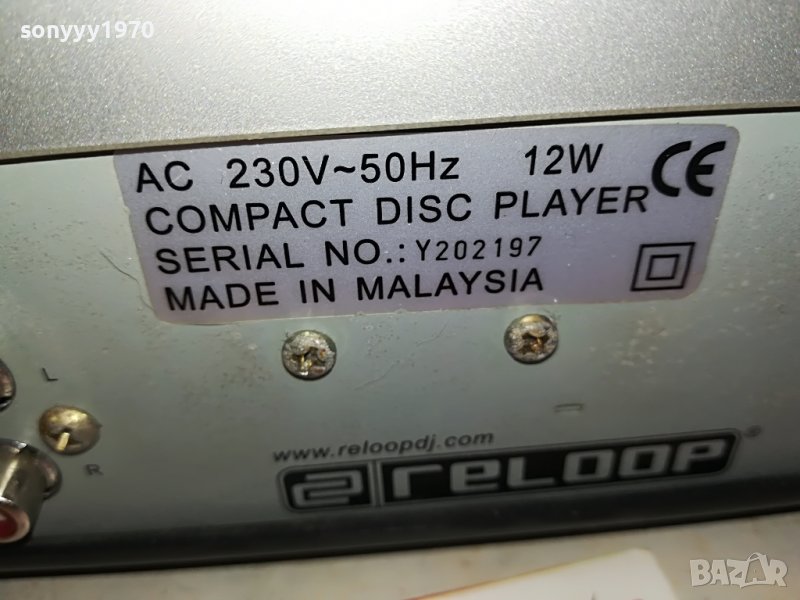 sonyyy1970
AC 230V~50Hz 12W CE
COMPACT DISC PLAYER
SERIAL NO.: Y202197
MADE IN MALAYSIA
L
R
www.reloopdj.com
reLOOP®
BAZAR